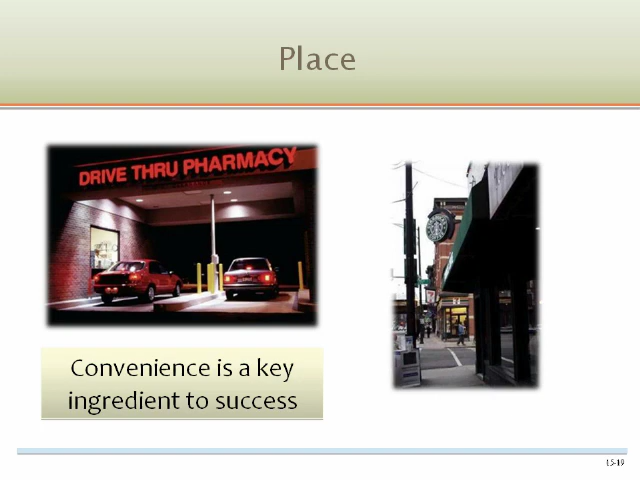 Place
DRIVE THRU PHARMACY
Convenience is a key
ingredient to success
15-19